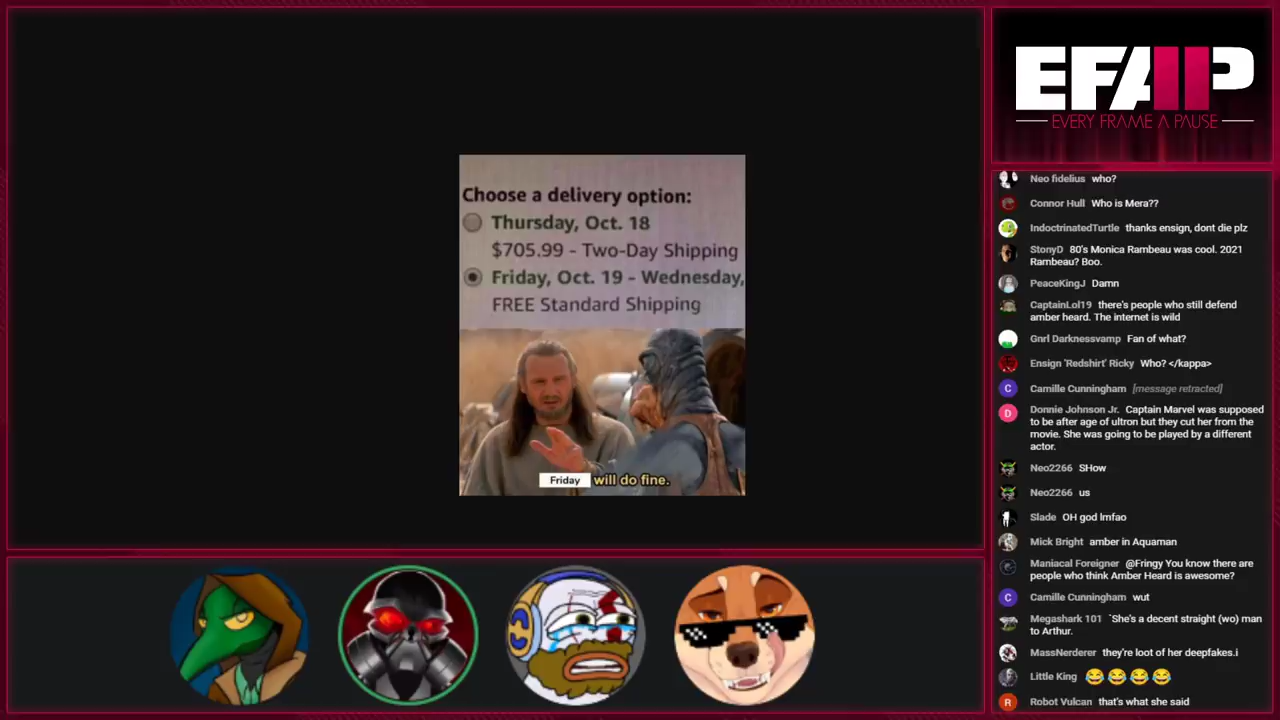 Choose a delivery option:
Thursday, Oct. 18
$705.99 - Two-Day Shipping
Friday, Oct. 19 - Wednesday,
FREE Standard Shipping
Friday will do fine.
EFAP
EVERY FRAME A PAUSE
Neo fidelius who?
Connor Hull Who is Mera??
IndoctrinatedTurtle thanks ensign, dont die plz
StonyD 80's Monica Rambeau was cool. 2021
Rambeau? Boo.
PeaceKingJ Damn
CaptainLol19 there's people who still defend
amber heard. The internet is wild
Gnrl Darknessvamp Fan of what?
Ensign 'Redshirt' Ricky Who? </kappa>
C Camille Cunningham [message retracted]
D Donnie Johnson Jr. Captain Marvel was supposed
to be after age of ultron but they cut her from the
movie. She was going to be played by a different
actor.
Neo2266 SHow
Neo2266 us
Slade OH god lmfao
Mick Bright amber in Aquaman
Maniacal Foreigner @Fringy You know there are
people who think Amber Heard is awesome?
C Camille Cunningham wut
Megashark 101 `She's a decent straight (wo) man
to Arthur.
MassNerderer they're loot of her deepfakes.i
Little King 😂😂😂😂
R Robot Vulcan that's what she said